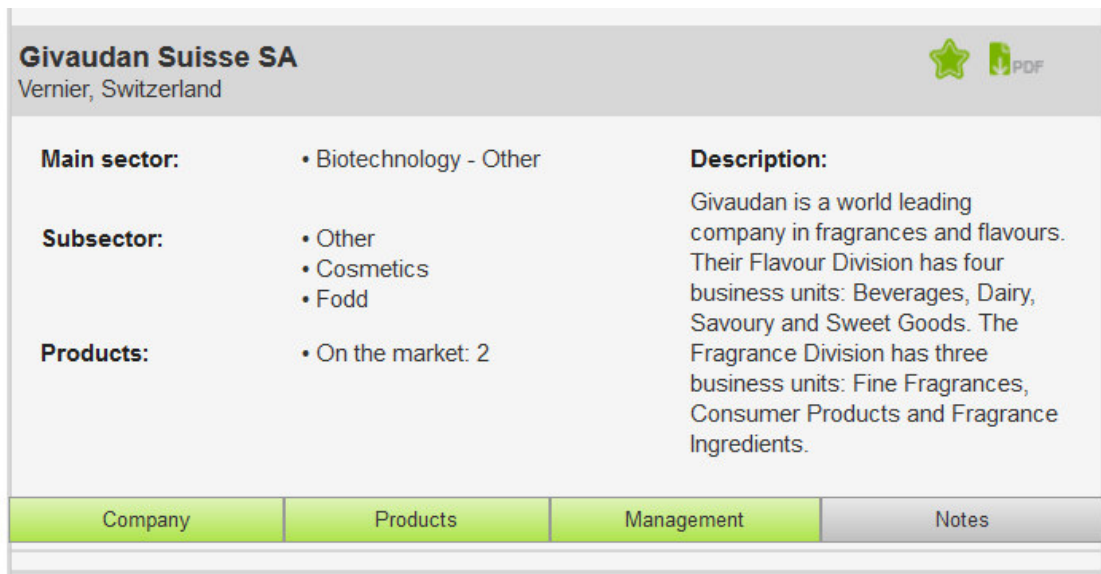 Givaudan Suisse SA
PDF
Vernier, Switzerland
Main sector:
• Biotechnology - Other
Subsector:
• Other
• Cosmetics
• Fodd
Products:
• On the market: 2
Description:
Givaudan is a world leading
company in fragrances and flavours.
Their Flavour Division has four
business units: Beverages, Dairy,
Savoury and Sweet Goods. The
Fragrance Division has three
business units: Fine Fragrances,
Consumer Products and Fragrance
Ingredients.
Company
Products
Management
Notes